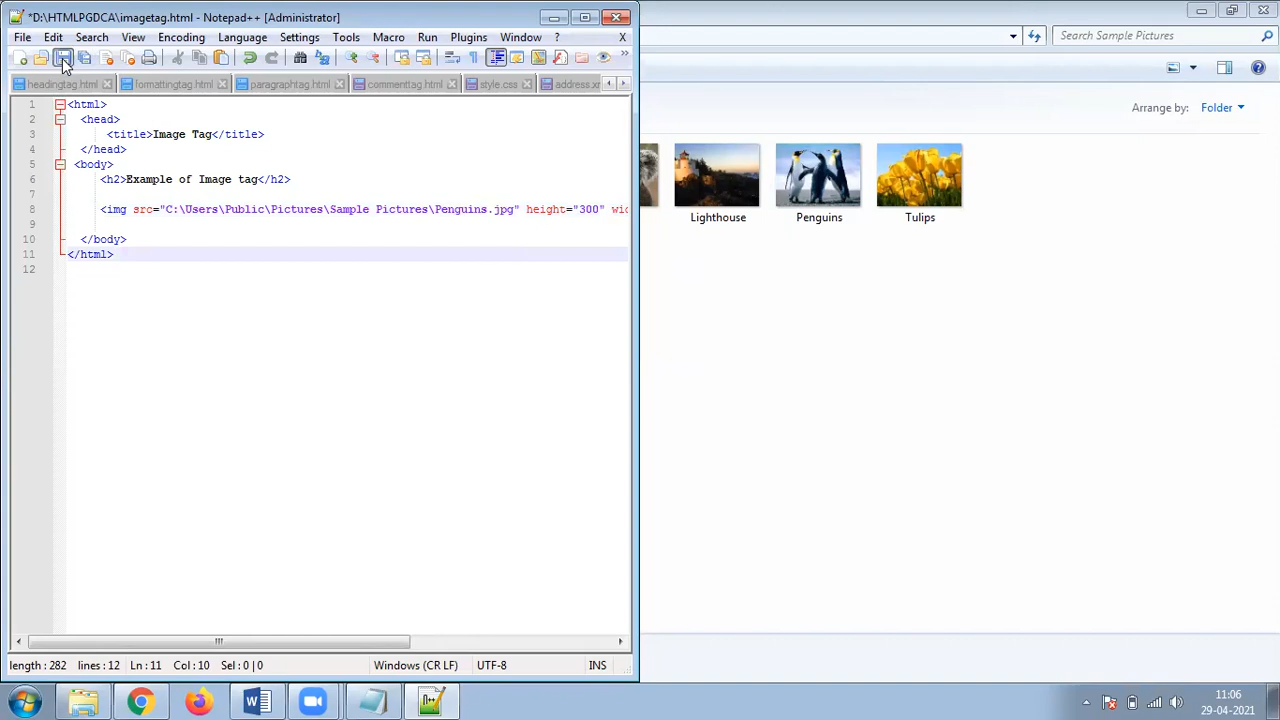 *D:\HTMLPGDCA\imagetag.html - Notepad++ [Administrator]
File Edit Search View Encoding Language Settings Tools Macro Run Plugins Window ? X
headingtag.html formattingtag.html paragraphtag.html commenttag.html style.css address.xr
1 <html>
2 <head>
3 <title>Image Tag</title>
4 </head>
5 <body>
6 <h2>Example of Image tag</h2>
7
8 <img src="C:\Users\Public\Pictures\Sample Pictures\Penguins.jpg" height="300" wid
9
10 </body>
11 </html>
12
length : 282 lines : 12 Ln : 11 Col : 10 Sel : 0 | 0 Windows (CR LF) UTF-8 INS
Search Sample Pictures
Arrange by: Folder
Lighthouse Penguins Tulips
11:06
29-04-2021